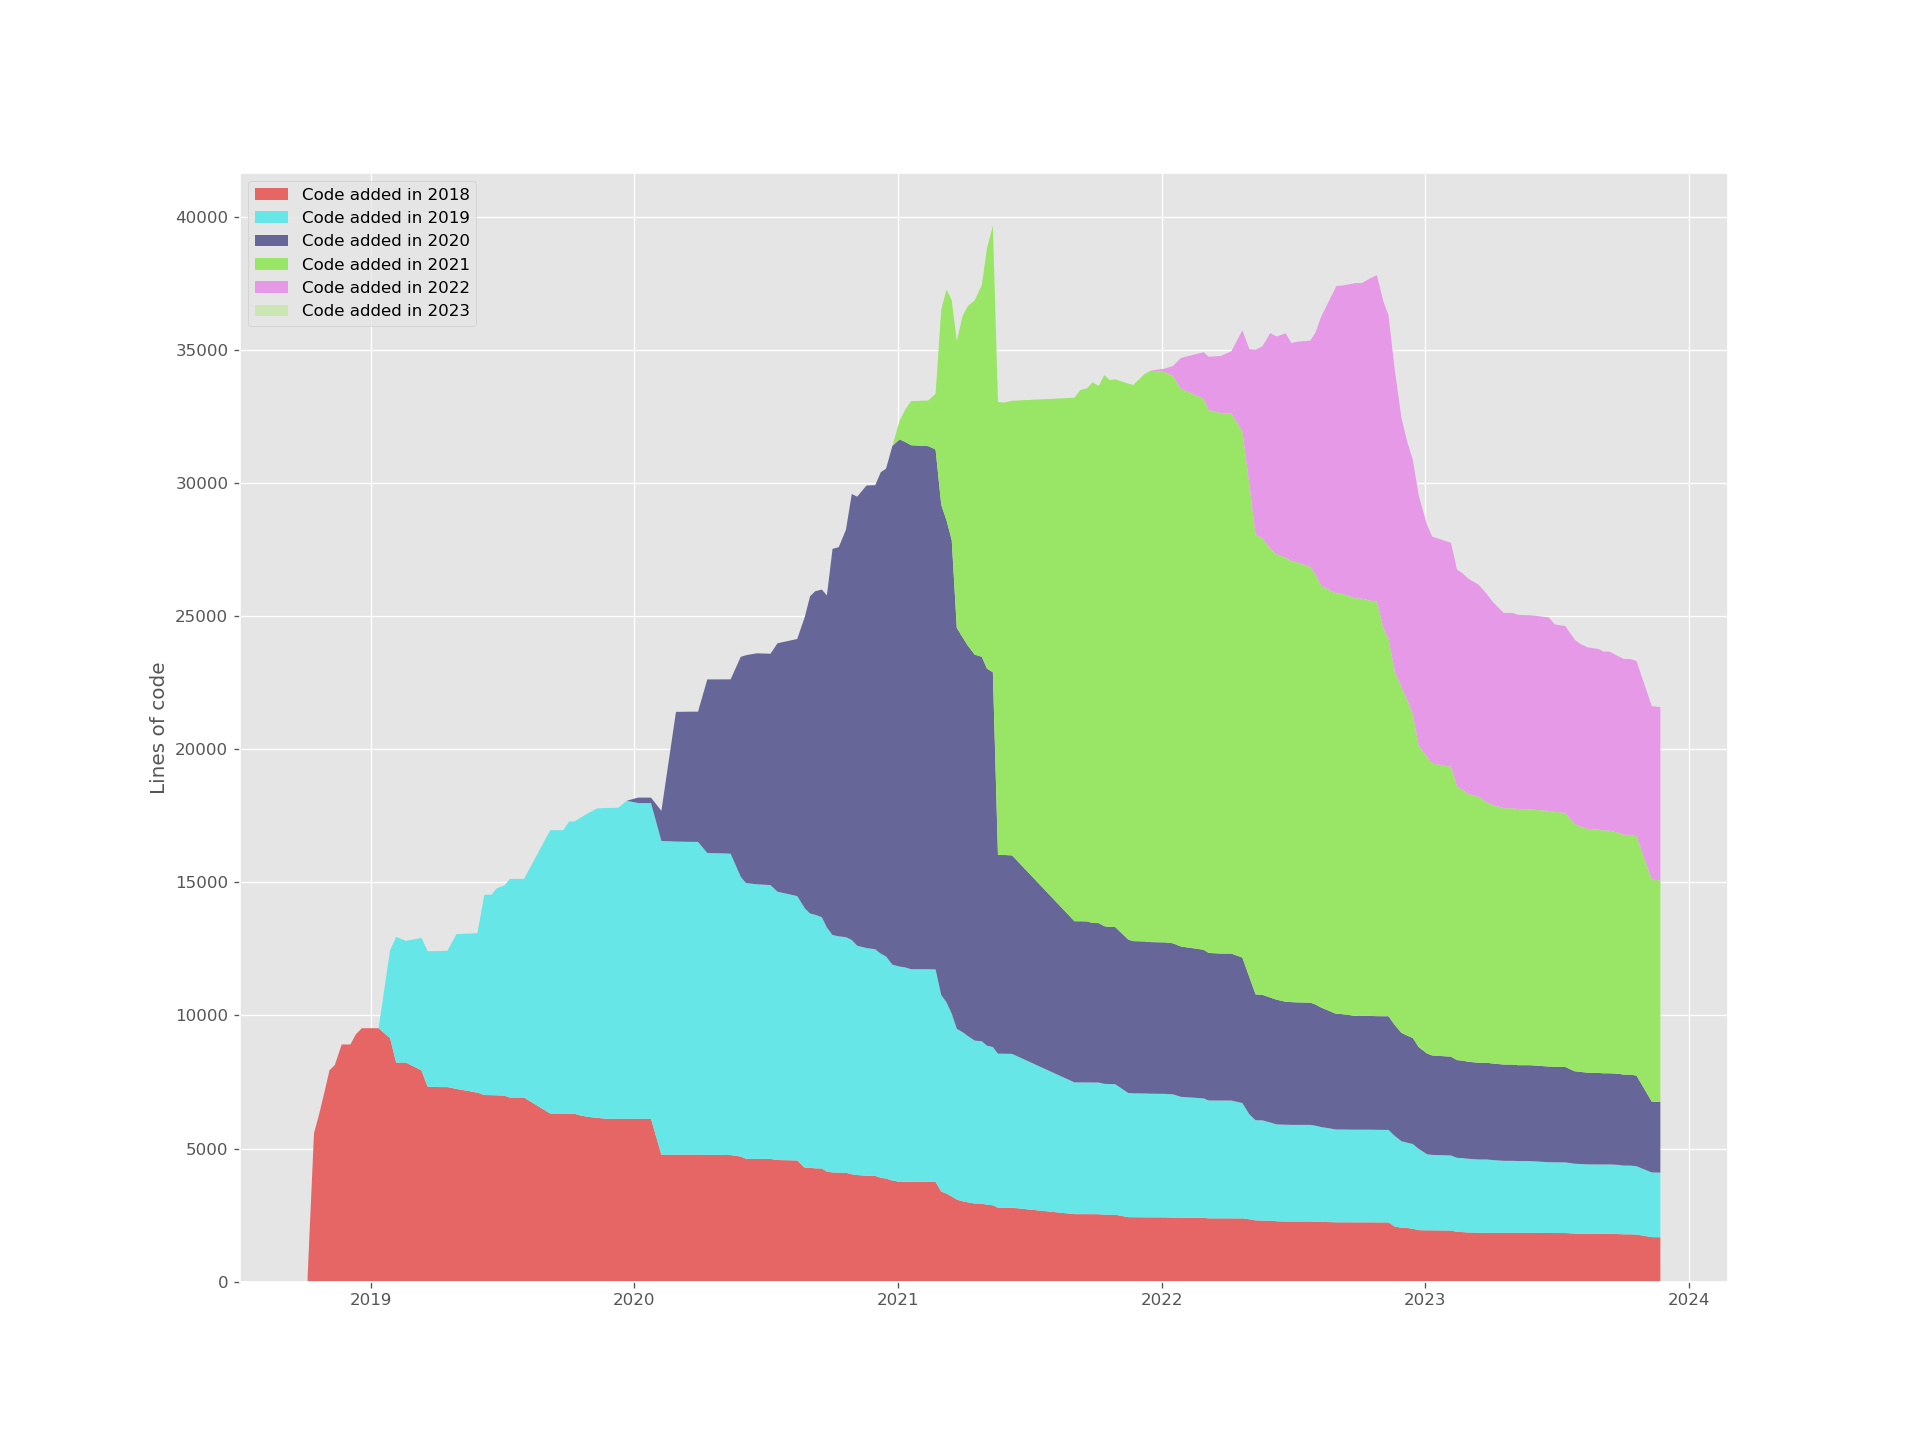 Code added in 2018
Code added in 2019
Code added in 2020
Code added in 2021
Code added in 2022
Code added in 2023
Lines of code
40000
35000
30000
25000
20000
15000
10000
5000
0
2019
2020
2021
2022
2023
2024